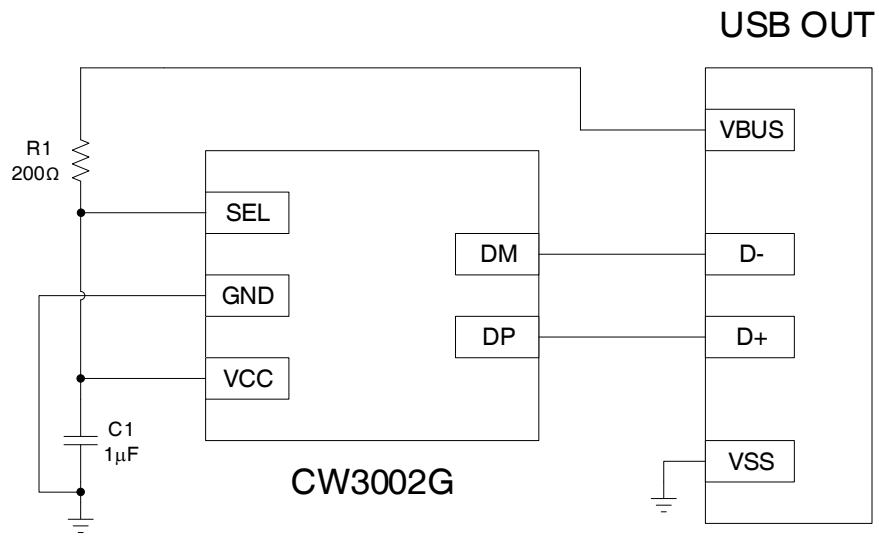 USB OUT
VBUS
R1
200Ω
SEL
DM
D-
GND
DP
D+
VCC
C1
1μF
VSS
CW3002G